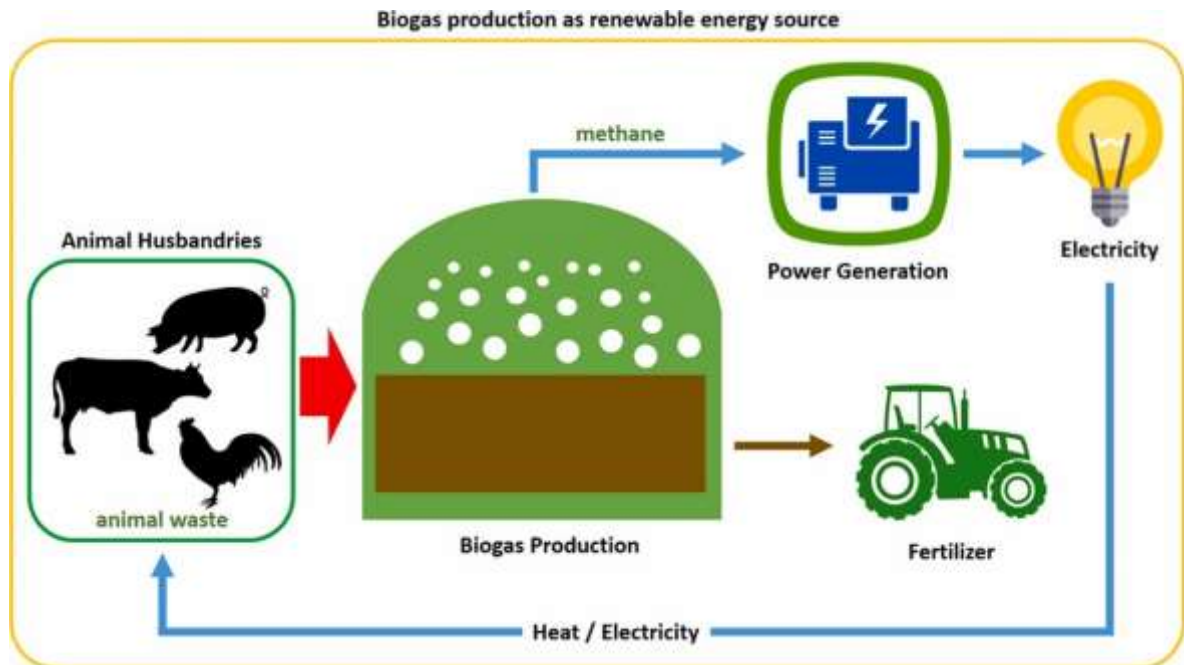 Biogas production as renewable energy source
methane
Animal Husbandries
Power Generation
Electricity
animal waste
Biogas Production
Fertilizer
Heat / Electricity